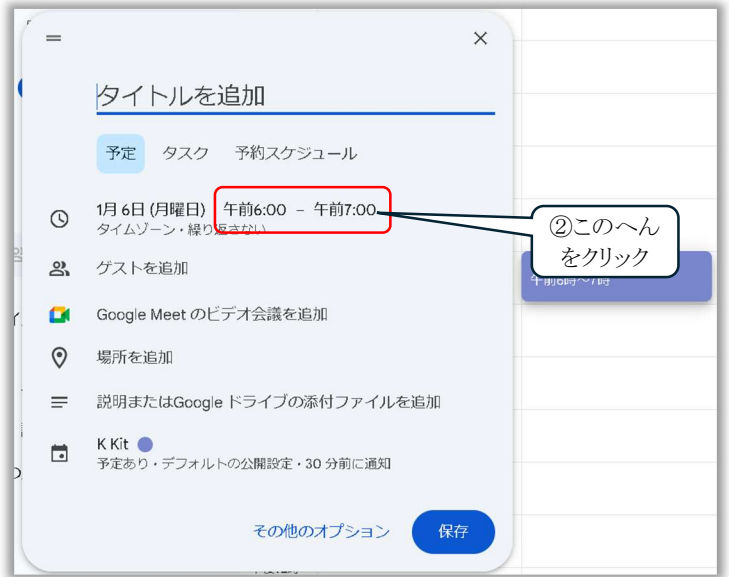 タイトルを追加
予定 タスク 予約スケジュール
1月 6日 (月曜日) 午前6:00 – 午前7:00
タイムゾーン・繰り返さない
②このへん
をクリック
午前6時～7時
ゲストを追加
Google Meet のビデオ会議を追加
場所を追加
説明またはGoogle ドライブの添付ファイルを追加
K Kit
予定あり・デフォルトの公開設定・30 分前に通知
その他のオプション 保存